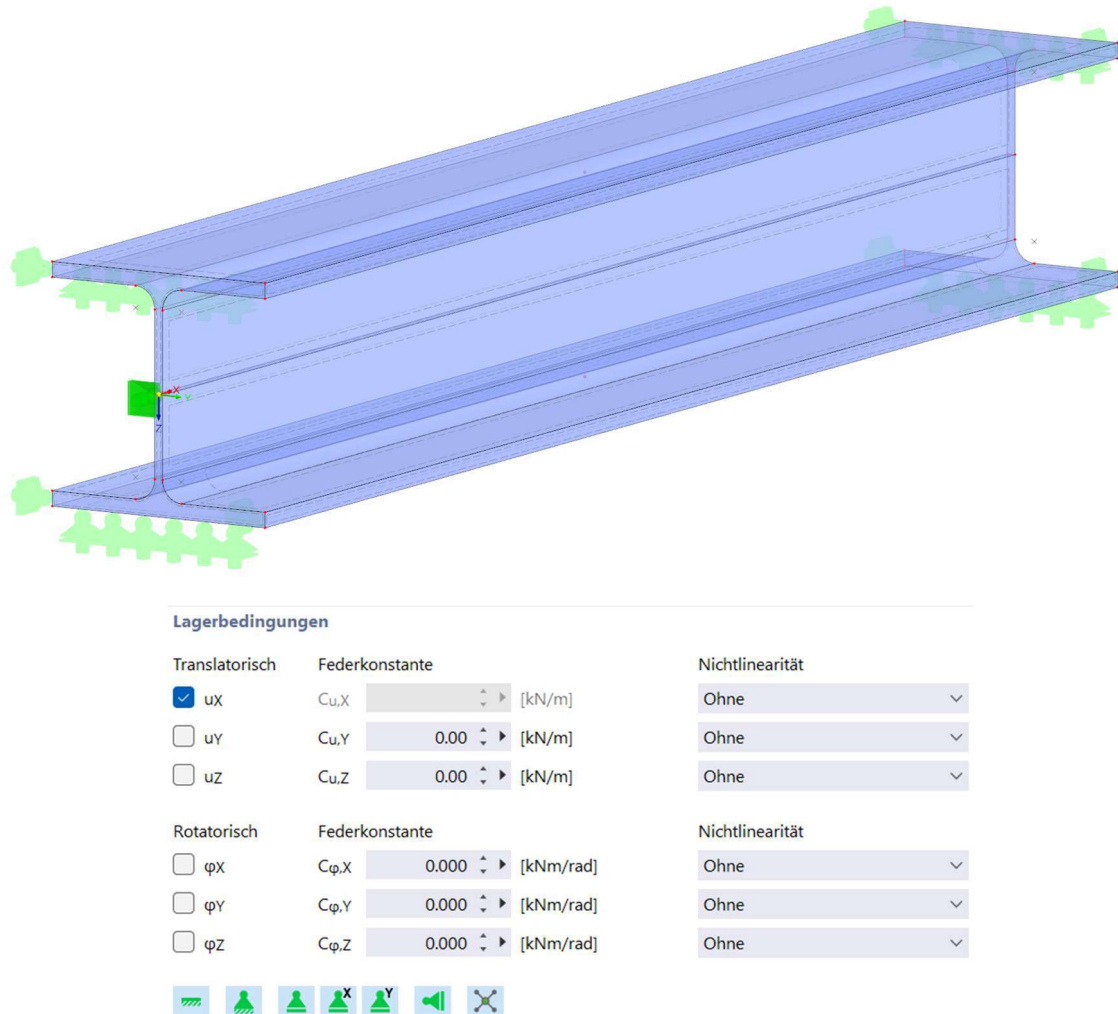 X
Y
Z
Lagerbedingungen
Translatorisch Federkonstante Nichtlinearität
uX Cu,X [kN/m] Ohne
uY Cu,Y 0.00 [kN/m] Ohne
uZ Cu,Z 0.00 [kN/m] Ohne
Rotatorisch Federkonstante Nichtlinearität
φX Cφ,X 0.000 [kNm/rad] Ohne
φY Cφ,Y 0.000 [kNm/rad] Ohne
φZ Cφ,Z 0.000 [kNm/rad] Ohne
X Y